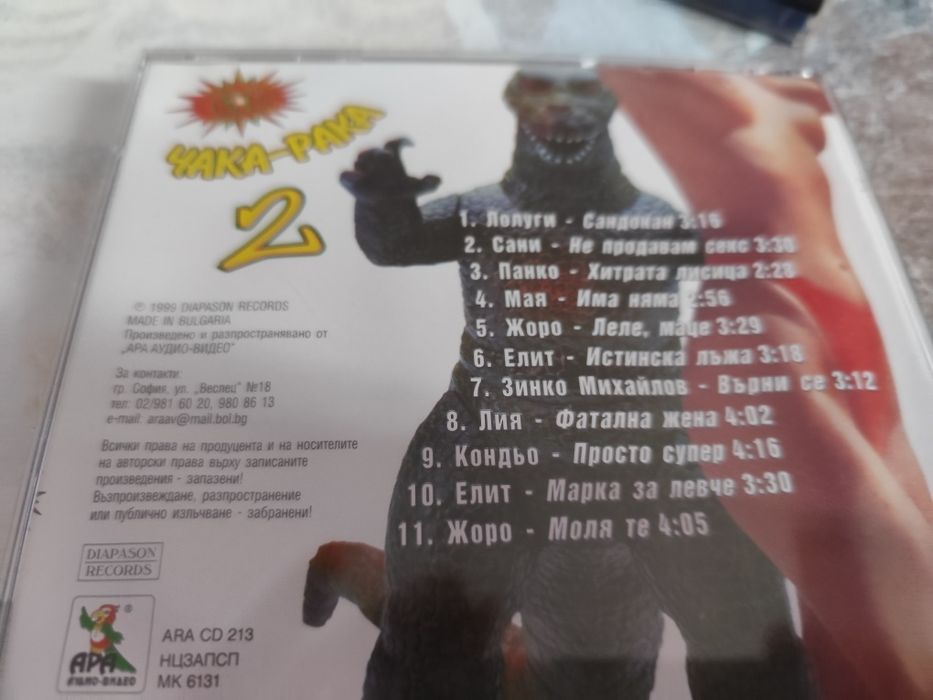 ЧАКА-РАКА
2
1. Лолуги - Сандокан 3:16
2. Сани - Не продавам секс 3:30
3. Панко - Хитрата лисица 2:28
4. Мая - Има няма 2:56
5. Жоро - Леле, маце 3:29
6. Елит - Истинска лъжа 3:18
7. Зинко Михайлов - Върни се 3:12
8. Лия - Фатална жена 4:02
9. Кондьо - Просто супер 4:16
10. Елит - Марка за левче 3:30
11. Жоро - Моля те 4:05
℗ 1999 DIAPASON RECORDS
MADE IN BULGARIA
Произведено и разпространявано от
„АРА АУДИО-ВИДЕО"
За контакти:
гр. София, ул. „Веслец" №18
тел: 02/981 60 20, 980 86 13
e-mail: araav@mail.bol.bg
Всички права на продуцента и на носителите
на авторски права върху записаните
произведения - запазени!
Възпроизвеждане, разпространение
или публично излъчване - забранени!
DIAPASON
RECORDS
®
АРА
АУДИО-ВИДЕО
ARA CD 213
НЦЗАПСП
МК 6131